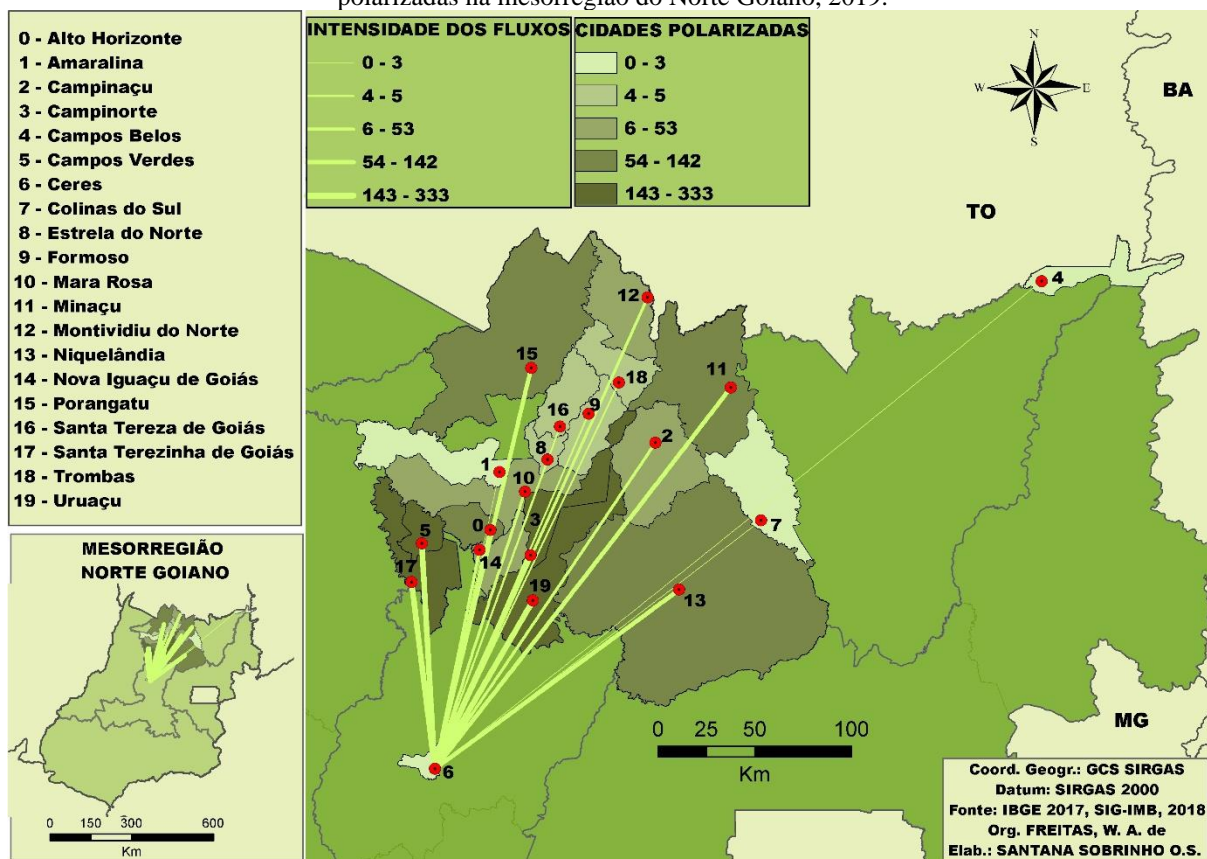 polarizadas na mesorregião do Norte Goiano, 2019.
0 - Alto Horizonte
1 - Amaralina
2 - Campinaçu
3 - Campinorte
4 - Campos Belos
5 - Campos Verdes
6 - Ceres
7 - Colinas do Sul
8 - Estrela do Norte
9 - Formoso
10 - Mara Rosa
11 - Minaçu
12 - Montividiu do Norte
13 - Niquelândia
14 - Nova Iguaçu de Goiás
15 - Porangatu
16 - Santa Tereza de Goiás
17 - Santa Terezinha de Goiás
18 - Trombas
19 - Uruaçu
INTENSIDADE DOS FLUXOS
0 - 3
4 - 5
6 - 53
54 - 142
143 - 333
CIDADES POLARIZADAS
0 - 3
4 - 5
6 - 53
54 - 142
143 - 333
N
W
E
S
BA
TO
4
12
15
18
11
9
16
2
8
1
10
7
0
3
5
14
17
19
13
6
MG
0 25 50 100
Km
MESORREGIÃO
NORTE GOIANO
0 150 300 600
Km
Coord. Geogr.: GCS SIRGAS
Datum: SIRGAS 2000
Fonte: IBGE 2017, SIG-IMB, 2018
Org. FREITAS, W. A. de
Elab.: SANTANA SOBRINHO O.S.